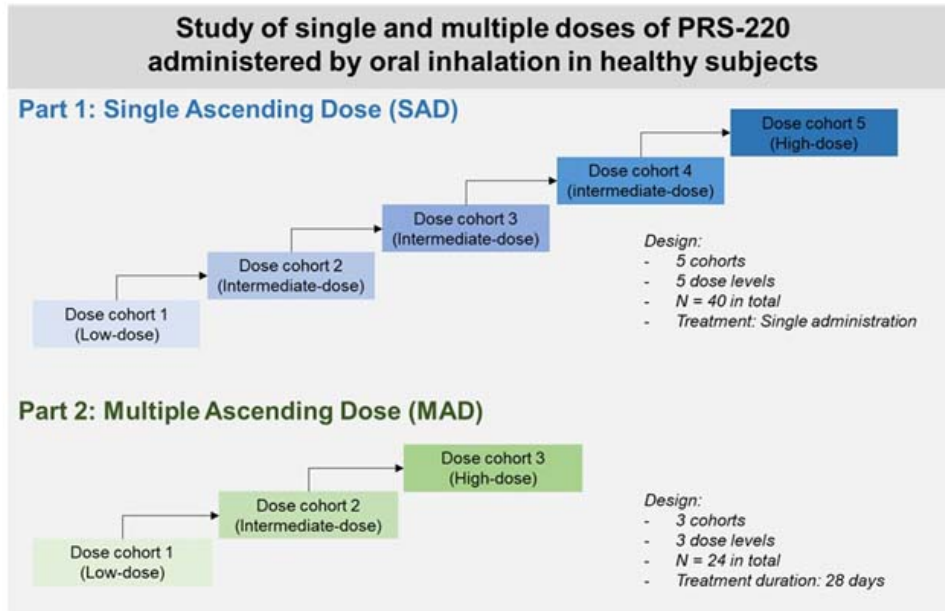 Study of single and multiple doses of PRS-220
administered by oral inhalation in healthy subjects
Part 1: Single Ascending Dose (SAD)
Dose cohort 5
(High-dose)
Dose cohort 4
(intermediate-dose)
Dose cohort 3
(Intermediate-dose)
Dose cohort 2
(Intermediate-dose)
Dose cohort 1
(Low-dose)
Design:
- 5 cohorts
- 5 dose levels
- N = 40 in total
- Treatment: Single administration
Part 2: Multiple Ascending Dose (MAD)
Dose cohort 3
(High-dose)
Dose cohort 2
(Intermediate-dose)
Dose cohort 1
(Low-dose)
Design:
- 3 cohorts
- 3 dose levels
- N = 24 in total
- Treatment duration: 28 days